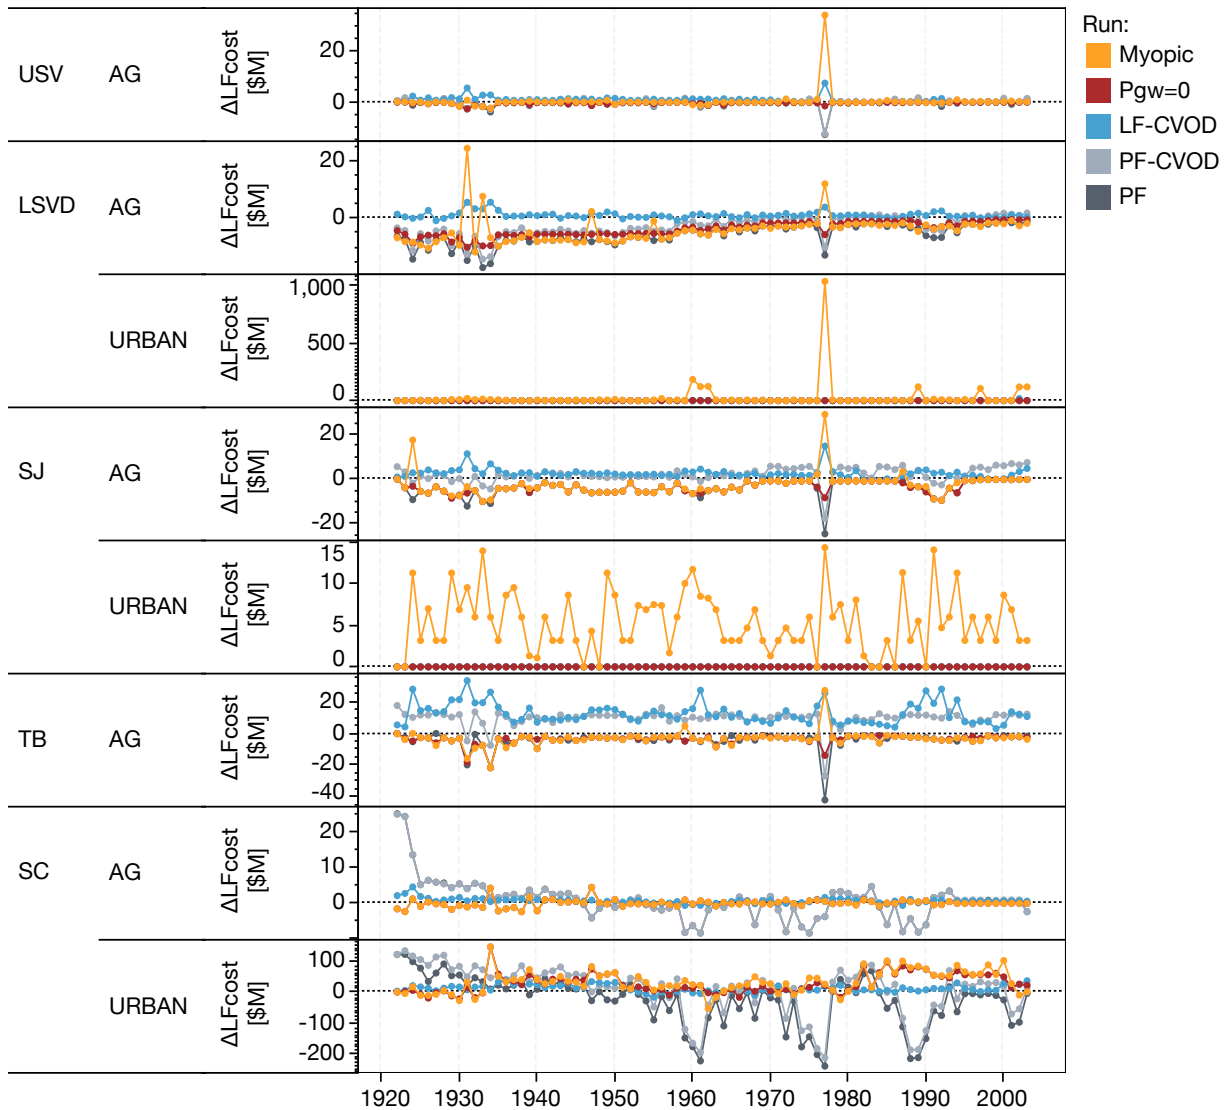 Run:
Myopic
Pgw=0
LF-CVOD
PF-CVOD
PF
USV AG ΔLFcost [$M]
20
0
LSVD AG ΔLFcost [$M]
20
0
URBAN ΔLFcost [$M]
1,000
500
0
SJ AG ΔLFcost [$M]
20
0
-20
URBAN ΔLFcost [$M]
15
10
5
0
TB AG ΔLFcost [$M]
20
0
-20
-40
SC AG ΔLFcost [$M]
20
10
0
URBAN ΔLFcost [$M]
100
0
-100
-200
1920 1930 1940 1950 1960 1970 1980 1990 2000